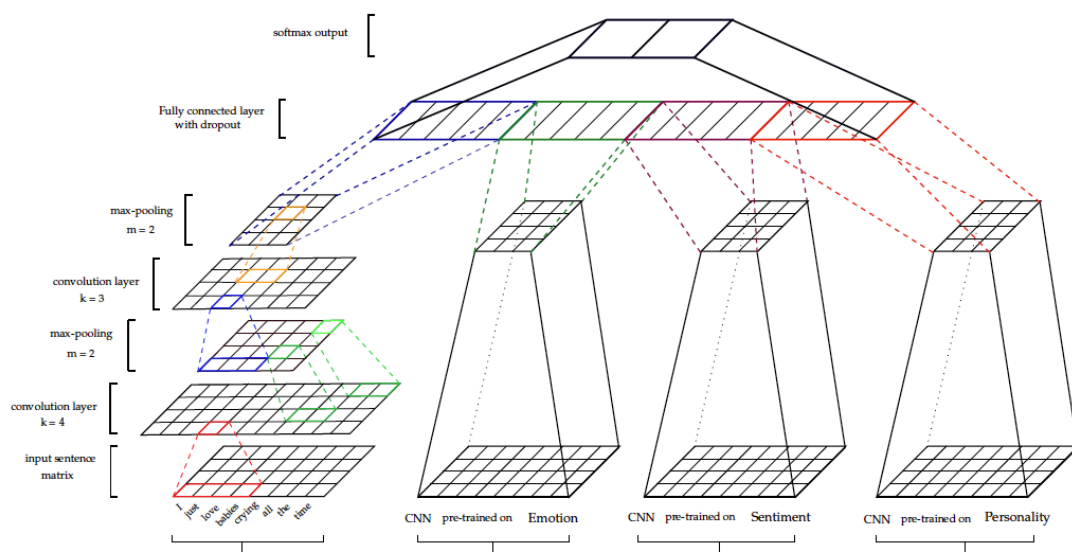 softmax output
Fully connected layer
with dropout
max-pooling
m = 2
convolution layer
k = 3
max-pooling
m = 2
convolution layer
k = 4
input sentence
matrix
I just love babies crying all the time
CNN pre-trained on Emotion
CNN pre-trained on Sentiment
CNN pre-trained on Personality